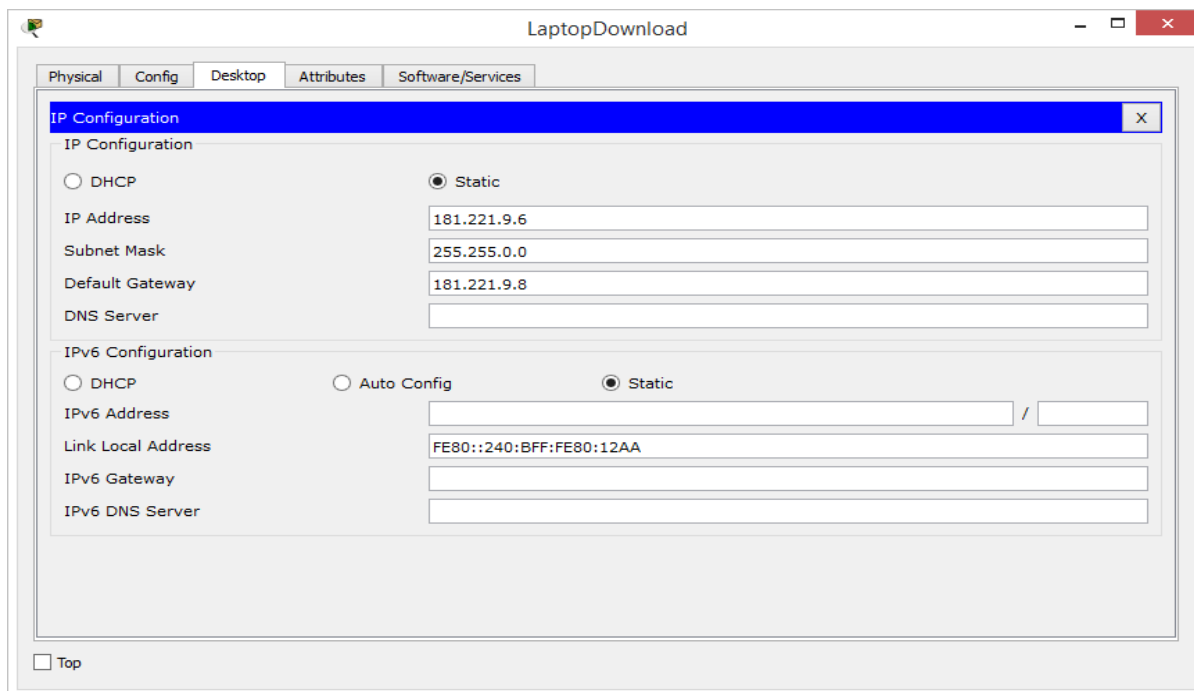 LaptopDownload
Physical Config Desktop Attributes Software/Services
IP Configuration X
IP Configuration
DHCP Static
IP Address 181.221.9.6
Subnet Mask 255.255.0.0
Default Gateway 181.221.9.8
DNS Server
IPv6 Configuration
DHCP Auto Config Static
IPv6 Address /
Link Local Address FE80::240:BFF:FE80:12AA
IPv6 Gateway
IPv6 DNS Server
Top